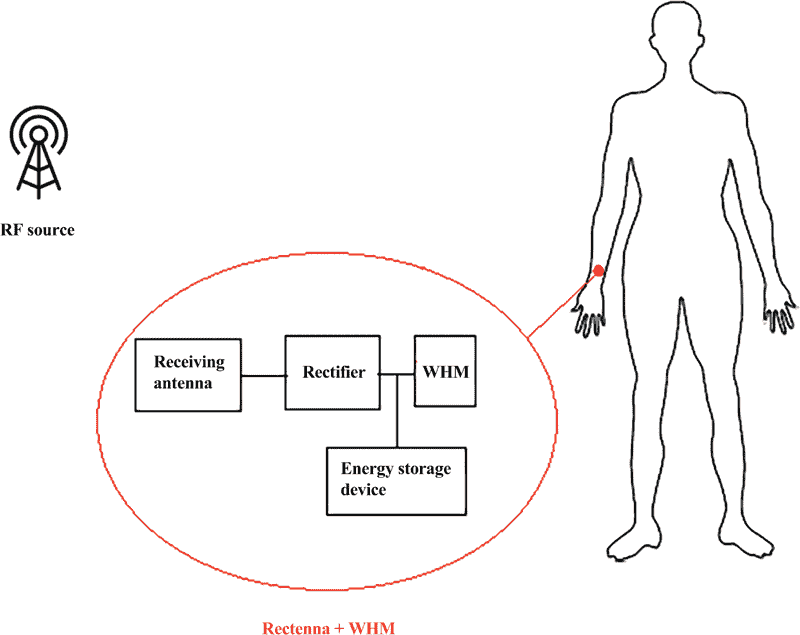 RF source
Receiving
antenna
Rectifier
WHM
Energy storage
device
Rectenna + WHM